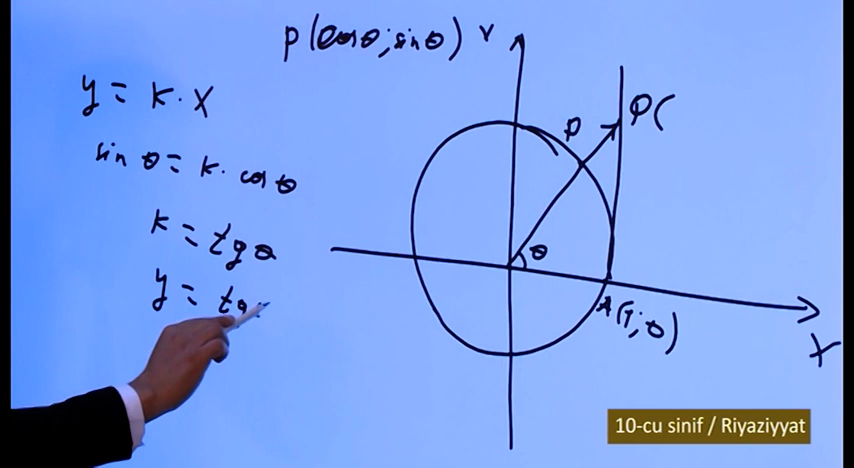 P(cosθ; sinθ)
Y
y = k · x
sin θ = k · cos θ
k = tg θ
y = tg
P
Q(
θ
A(1; 0)
X
10-cu sinif / Riyaziyyat